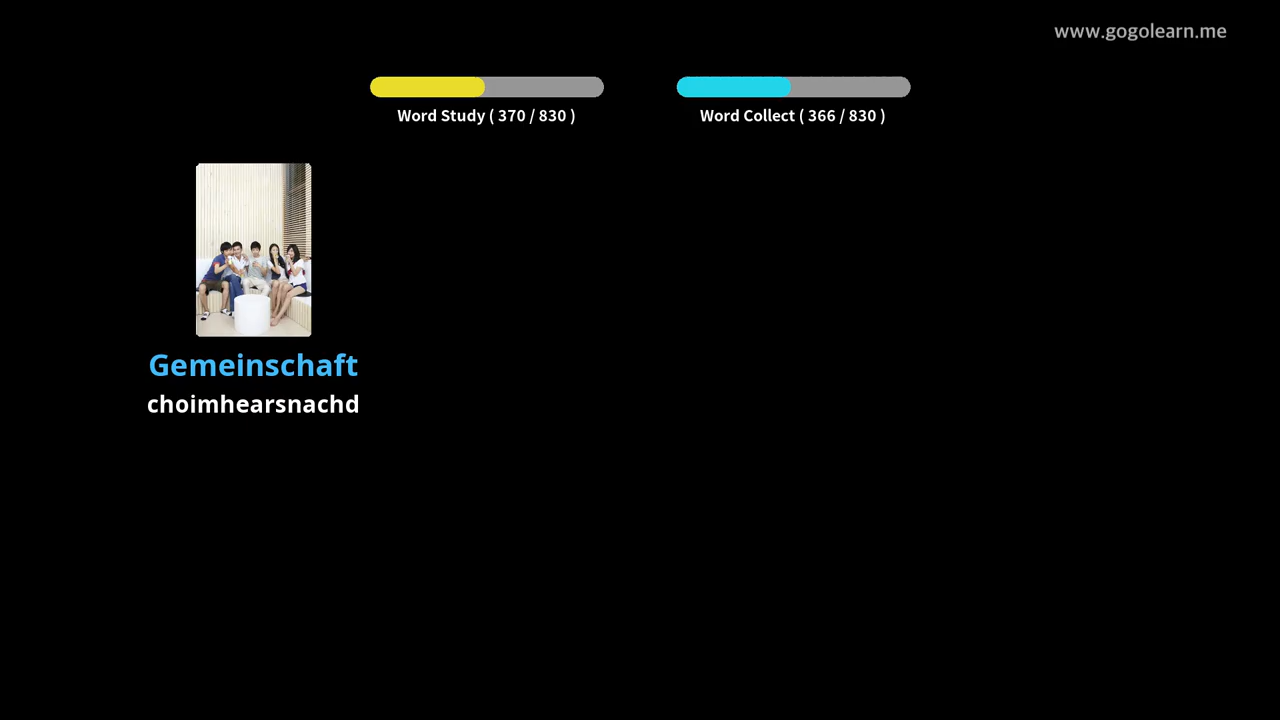 www.gogolearn.me
Word Study ( 370 / 830 )
Word Collect ( 366 / 830 )
Gemeinschaft
choimhearsnachd